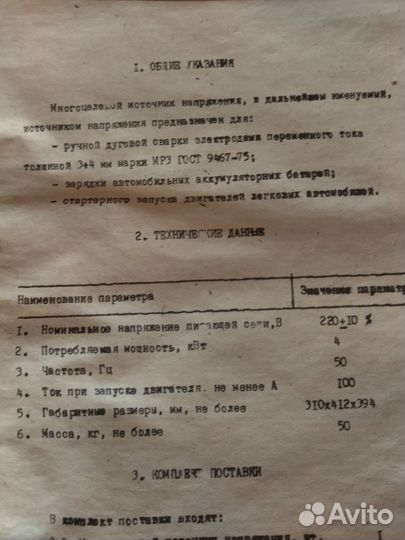 I. ОБЩИЕ УКАЗАНИЯ
Многоцелевой источник напряжения, в дальнейшем именуемый,
источником напряжения предназначен для:
- ручной дуговой сварки электродами переменного тока
толщиной 3÷4 мм марки МРЗ ГОСТ 9467-75;
- зарядки автомобильных аккумуляторных батарей;
- стартерного запуска двигателей легковых автомобилей.
2. ТЕХНИЧЕСКИЕ ДАННЫЕ
Наименование параметра Значение параметр
I. Номинальное напряжение питающей сети,В 220±10 %
2. Потребляемая мощность, кВт 4
3. Частота, Гц 50
4. Ток при запуске двигателя. не менее А 100
5. Габаритные размеры, мм, не более 310х412х394
6. Масса, кг, не более 50
3. КОМПЛЕКТ ПОСТАВКИ
В комплект поставки входят:
источник напряжения, шт. I
Avito